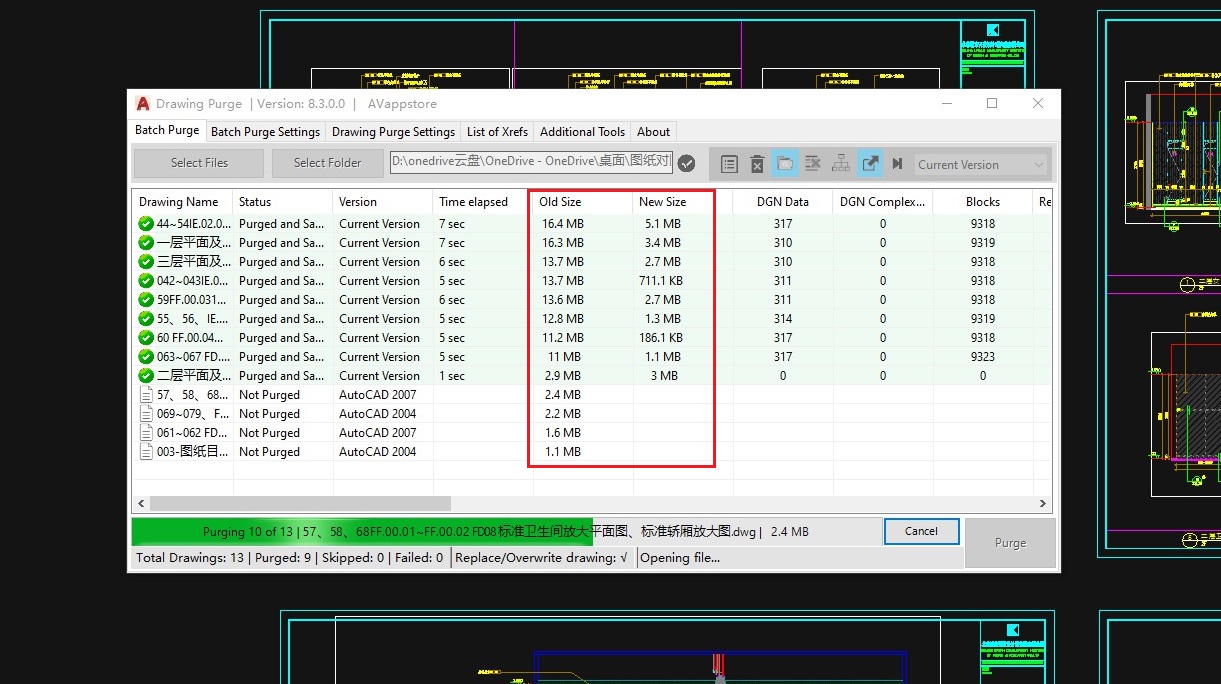 Drawing Purge | Version: 8.3.0.0 | AVappstore
Batch Purge Batch Purge Settings Drawing Purge Settings List of Xrefs Additional Tools About
Select Files Select Folder D:\onedrive云盘\OneDrive - OneDrive\桌面\图纸对 Current Version
Drawing Name Status Version Time elapsed Old Size New Size DGN Data DGN Complex... Blocks Re
44~54IE.02.0... Purged and Sa... Current Version 7 sec 16.4 MB 5.1 MB 317 0 9318
一层平面及... Purged and Sa... Current Version 7 sec 16.3 MB 3.4 MB 310 0 9319
三层平面及... Purged and Sa... Current Version 6 sec 13.7 MB 2.7 MB 310 0 9318
042~043IE.0... Purged and Sa... Current Version 5 sec 13.7 MB 711.1 KB 311 0 9318
59FF.00.031... Purged and Sa... Current Version 6 sec 13.6 MB 2.7 MB 311 0 9318
55、56、IE.... Purged and Sa... Current Version 5 sec 12.8 MB 1.3 MB 314 0 9319
60 FF.00.04... Purged and Sa... Current Version 5 sec 11.2 MB 186.1 KB 317 0 9318
063~067 FD.... Purged and Sa... Current Version 5 sec 11 MB 1.1 MB 317 0 9323
二层平面及... Purged and Sa... Current Version 1 sec 2.9 MB 3 MB 0 0 0
57、58、68... Not Purged AutoCAD 2007 2.4 MB
069~079、F... Not Purged AutoCAD 2004 2.2 MB
061~062 FD... Not Purged AutoCAD 2007 1.6 MB
003-图纸目... Not Purged AutoCAD 2004 1.1 MB
Purging 10 of 13 | 57、58、68FF.00.01~FF.00.02 FD08标准卫生间放大平面图、标准轿厢放大图.dwg | 2.4 MB Cancel Purge
Total Drawings: 13 | Purged: 9 | Skipped: 0 | Failed: 0 Replace/Overwrite drawing: √ Opening file...